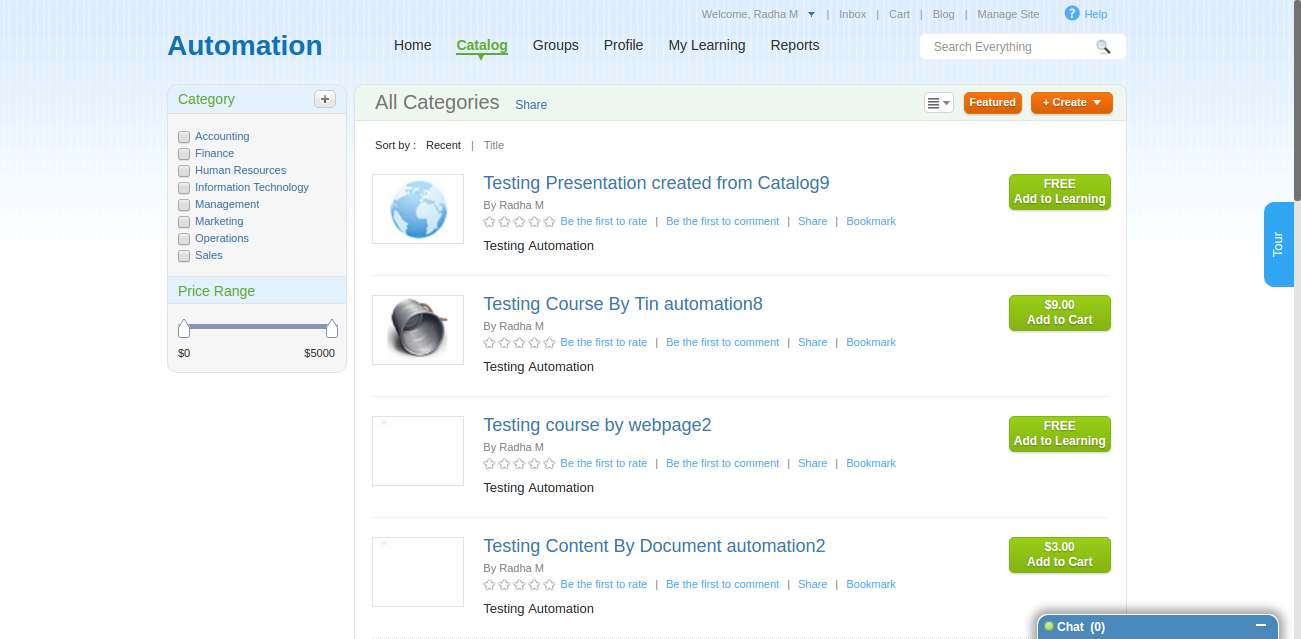 Welcome, Radha M | Inbox | Cart | Blog | Manage Site ? Help
Automation
Home Catalog Groups Profile My Learning Reports
Search Everything
Category +
Accounting
Finance
Human Resources
Information Technology
Management
Marketing
Operations
Sales
Price Range
$0 $5000
All Categories Share
Featured + Create
Sort by : Recent | Title
Testing Presentation created from Catalog9
By Radha M
Be the first to rate | Be the first to comment | Share | Bookmark
Testing Automation
FREE
Add to Learning
Testing Course By Tin automation8
By Radha M
Be the first to rate | Be the first to comment | Share | Bookmark
Testing Automation
$9.00
Add to Cart
Testing course by webpage2
By Radha M
Be the first to rate | Be the first to comment | Share | Bookmark
Testing Automation
FREE
Add to Learning
Testing Content By Document automation2
By Radha M
Be the first to rate | Be the first to comment | Share | Bookmark
Testing Automation
$3.00
Add to Cart
Tour
Chat (0)